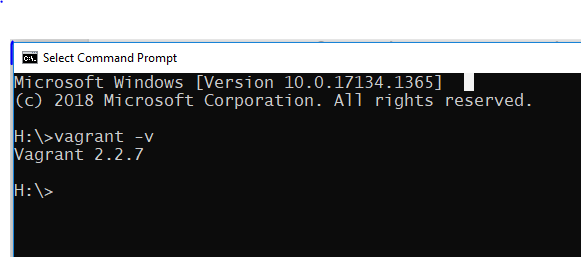 Select Command Prompt
Microsoft Windows [Version 10.0.17134.1365]
(c) 2018 Microsoft Corporation. All rights reserved.
H:\>vagrant -v
Vagrant 2.2.7
H:\>